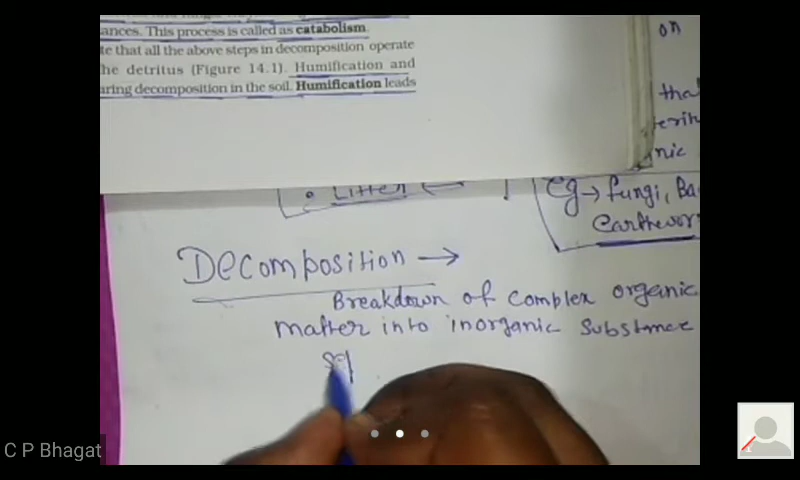 ances. This process is called as catabolism.
te that all the above steps in decomposition operate
he detritus (Figure 14.1). Humification and
uring decomposition in the soil. Humification leads
on
that
nic
• Litter ←
eg → fungi, Ba
Earthwor
Decomposition →
Breakdown of complex organic
matter into inorganic substance
C P Bhagat